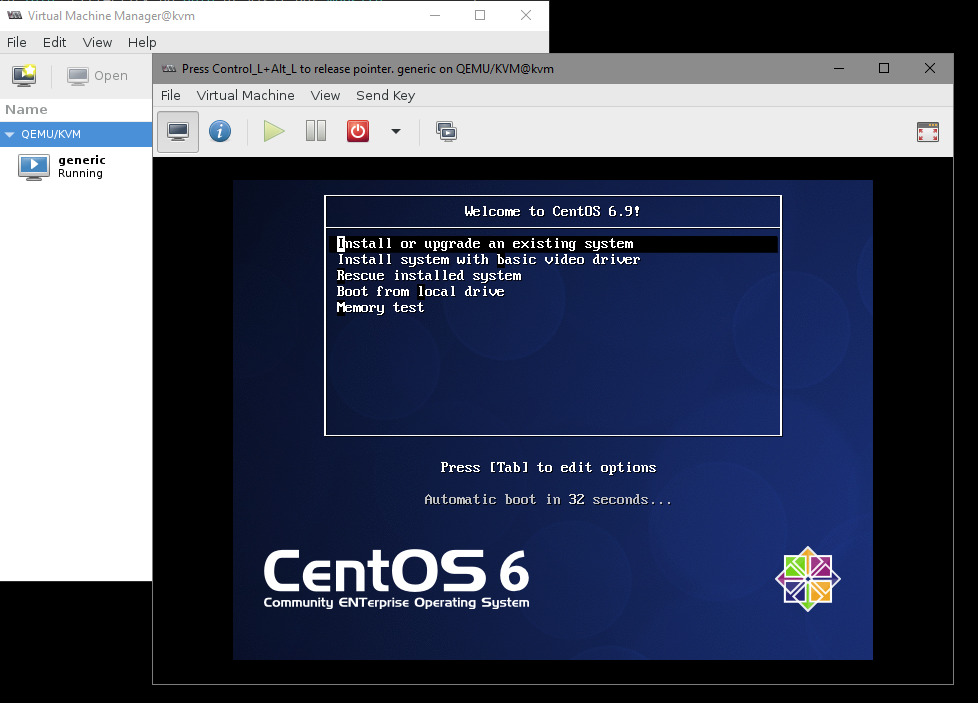 Virtual Machine Manager@kvm
File Edit View Help
Open
Name
QEMU/KVM
generic
Running
Press Control_L+Alt_L to release pointer. generic on QEMU/KVM@kvm
File Virtual Machine View Send Key
Welcome to CentOS 6.9!
Install or upgrade an existing system
Install system with basic video driver
Rescue installed system
Boot from local drive
Memory test
Press [Tab] to edit options
Automatic boot in 32 seconds...
CentOS 6
Community ENTerprise Operating System